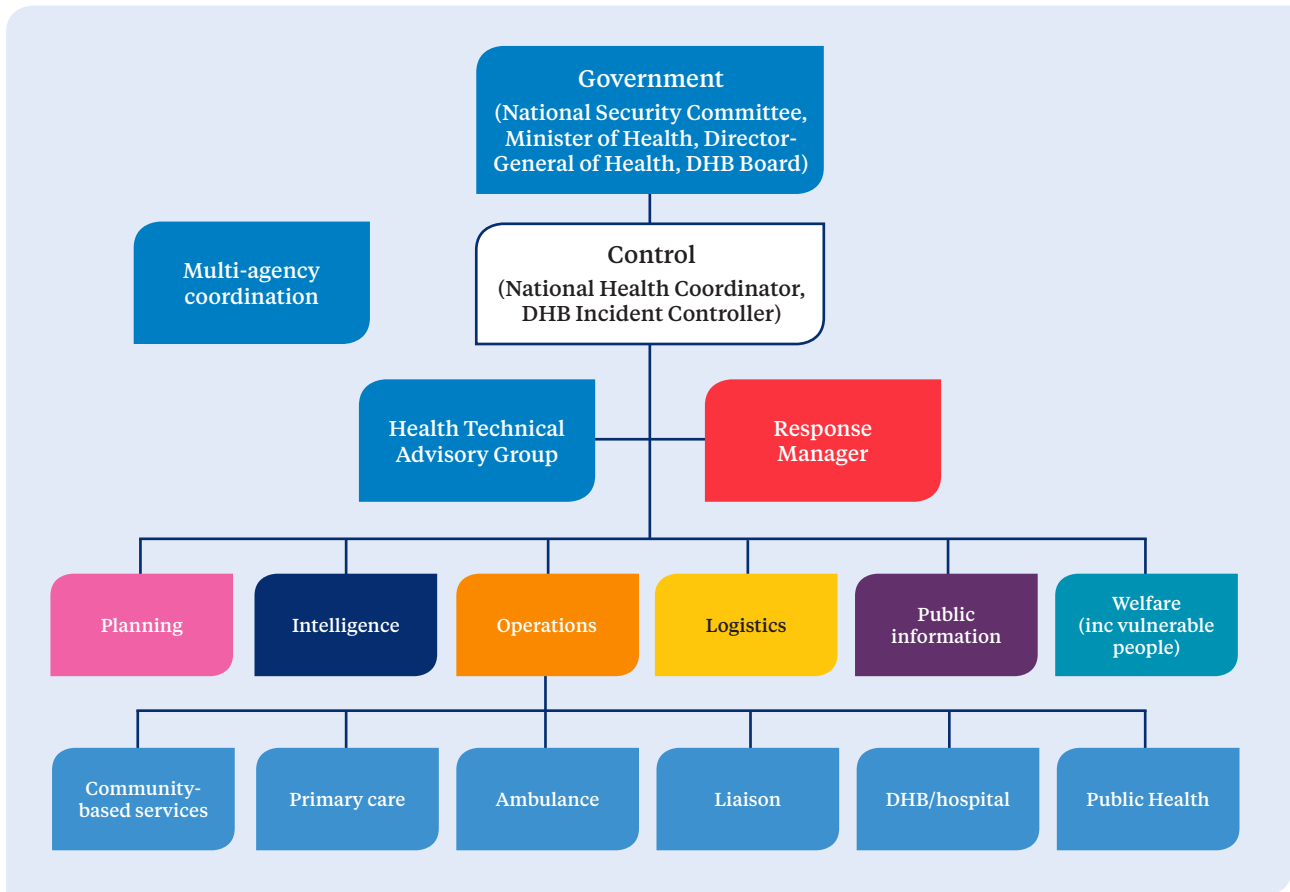 Government
(National Security Committee,
Minister of Health, Director-
General of Health, DHB Board)
Multi-agency
coordination
Control
(National Health Coordinator,
DHB Incident Controller)
Health Technical
Advisory Group
Response
Manager
Planning
Intelligence
Operations
Logistics
Public
information
Welfare
(inc vulnerable
people)
Community-
based services
Primary care
Ambulance
Liaison
DHB/hospital
Public Health